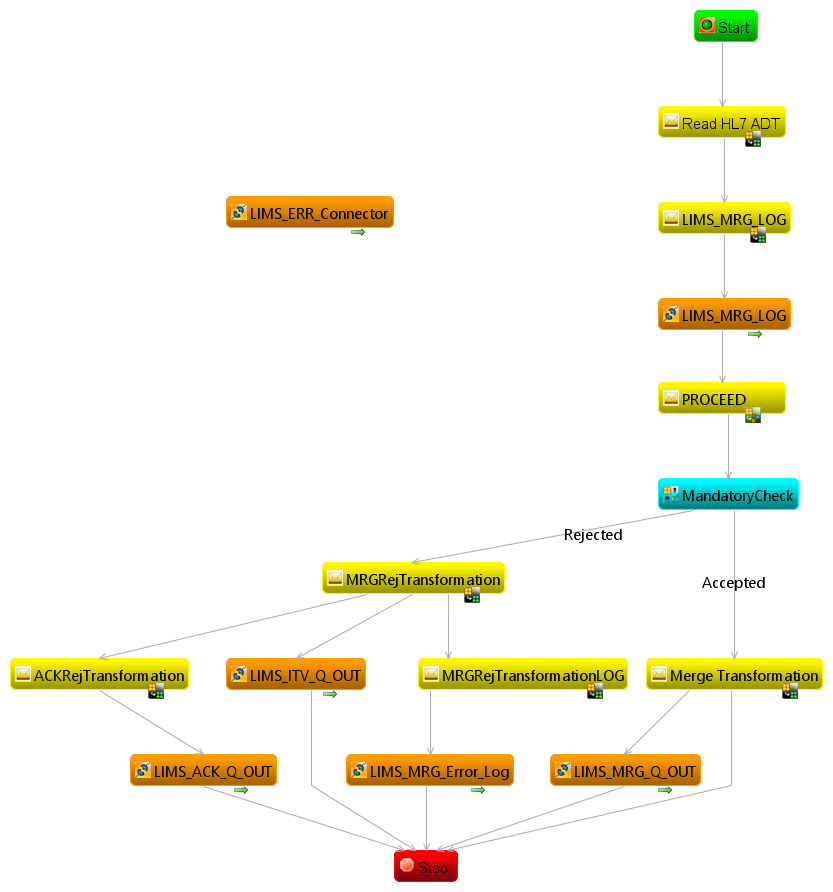 Start
Read HL7 ADT
LIMS_ERR_Connector
LIMS_MRG_LOG
LIMS_MRG_LOG
PROCEED
MandatoryCheck
Rejected
MRGRejTransformation
Accepted
ACKRejTransformation
LIMS_ITV_Q_OUT
MRGRejTransformationLOG
Merge Transformation
LIMS_ACK_Q_OUT
LIMS_MRG_Error_Log
LIMS_MRG_Q_OUT
Stop